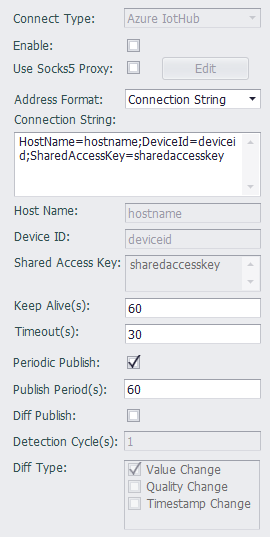 Connect Type: Azure IotHub
Enable:
Use Socks5 Proxy: Edit
Address Format: Connection String
Connection String:
HostName=hostname;DeviceId=devicei
d;SharedAccessKey=sharedaccesskey
Host Name: hostname
Device ID: deviceid
Shared Access Key: sharedaccesskey
Keep Alive(s): 60
Timeout(s): 30
Periodic Publish:
Publish Period(s): 60
Diff Publish:
Detection Cycle(s): 1
Diff Type: Value Change
Quality Change
Timestamp Change